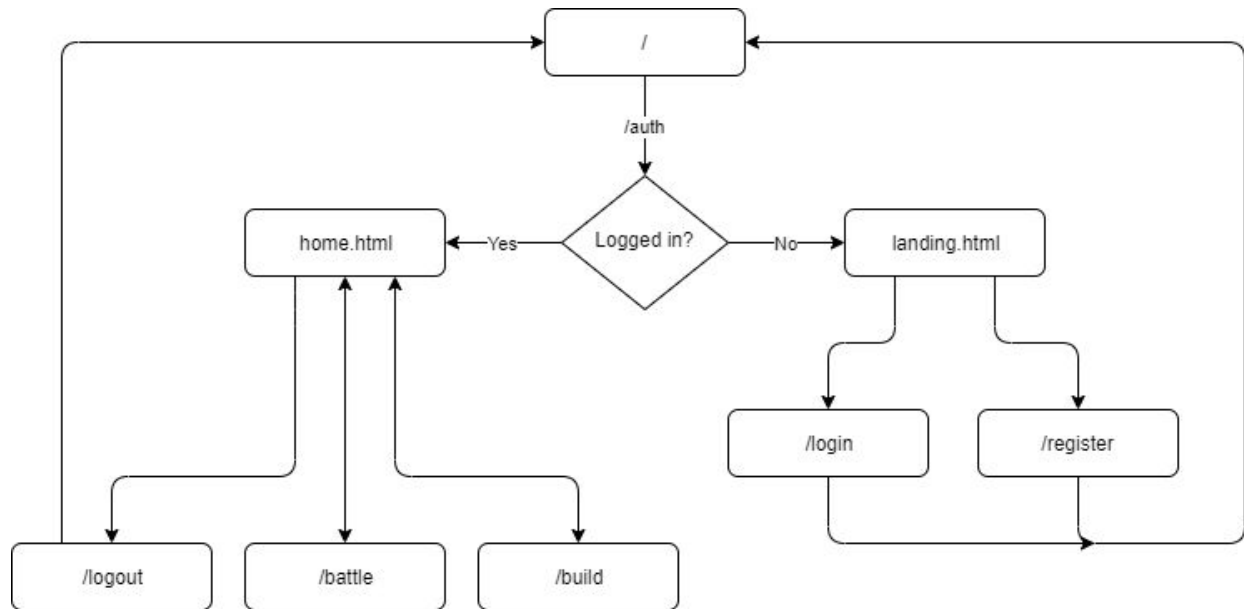 /
/auth
home.html
Yes
Logged in?
No
landing.html
/login
/register
/logout
/battle
/build